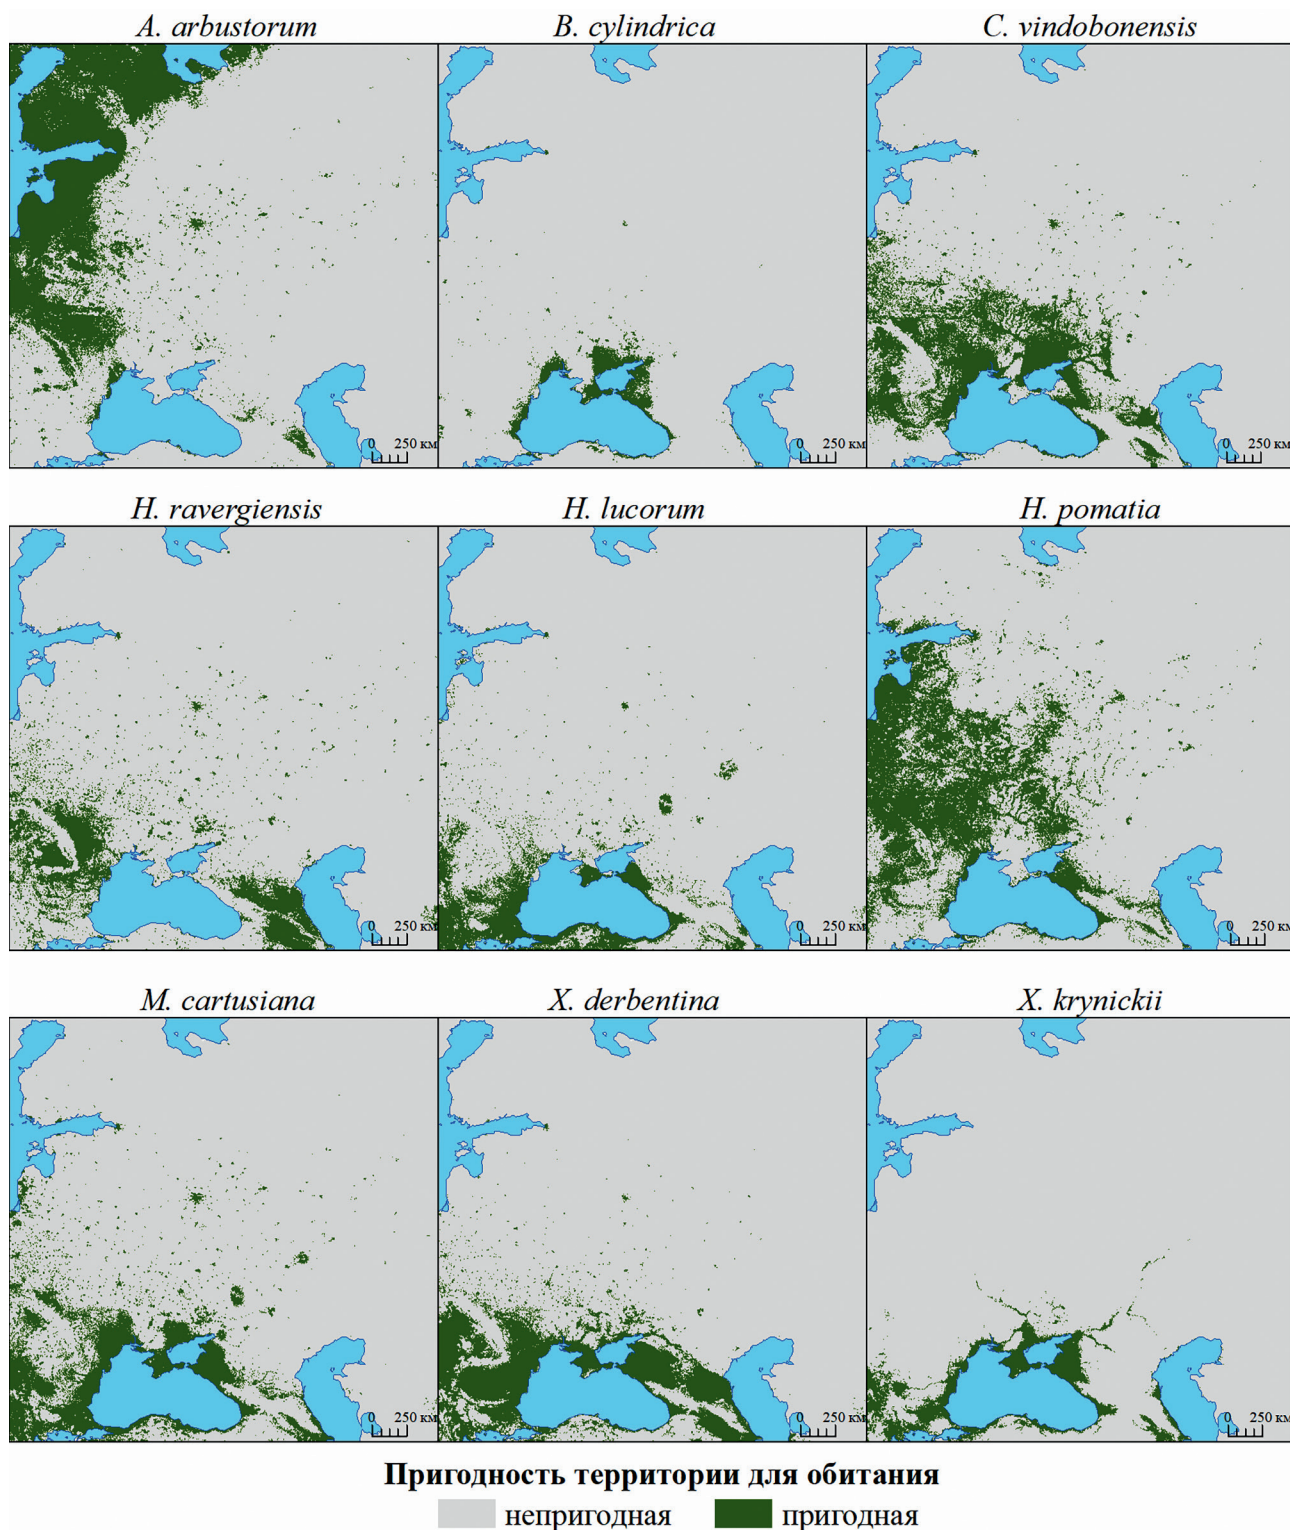 A. arbustorum B. cylindrica C. vindobonensis
0 250 км 0 250 км 0 250 км
H. ravergiensis H. lucorum H. pomatia
0 250 км 0 250 км 0 250 км
M. cartusiana X. derbentina X. krynickii
0 250 км 0 250 км 0 250 км
Пригодность территории для обитания
непригодная пригодная